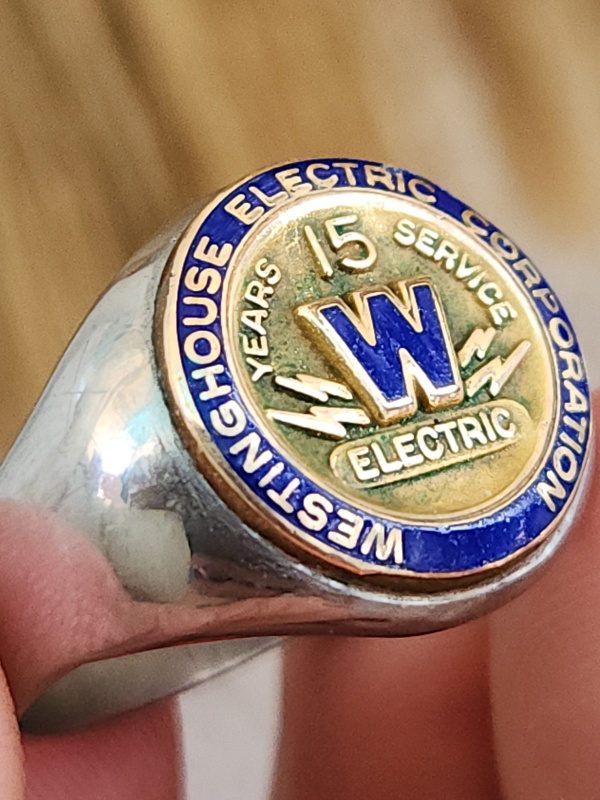 WESTINGHOUSE ELECTRIC CORPORATION
YEARS 15 SERVICE
W
ELECTRIC